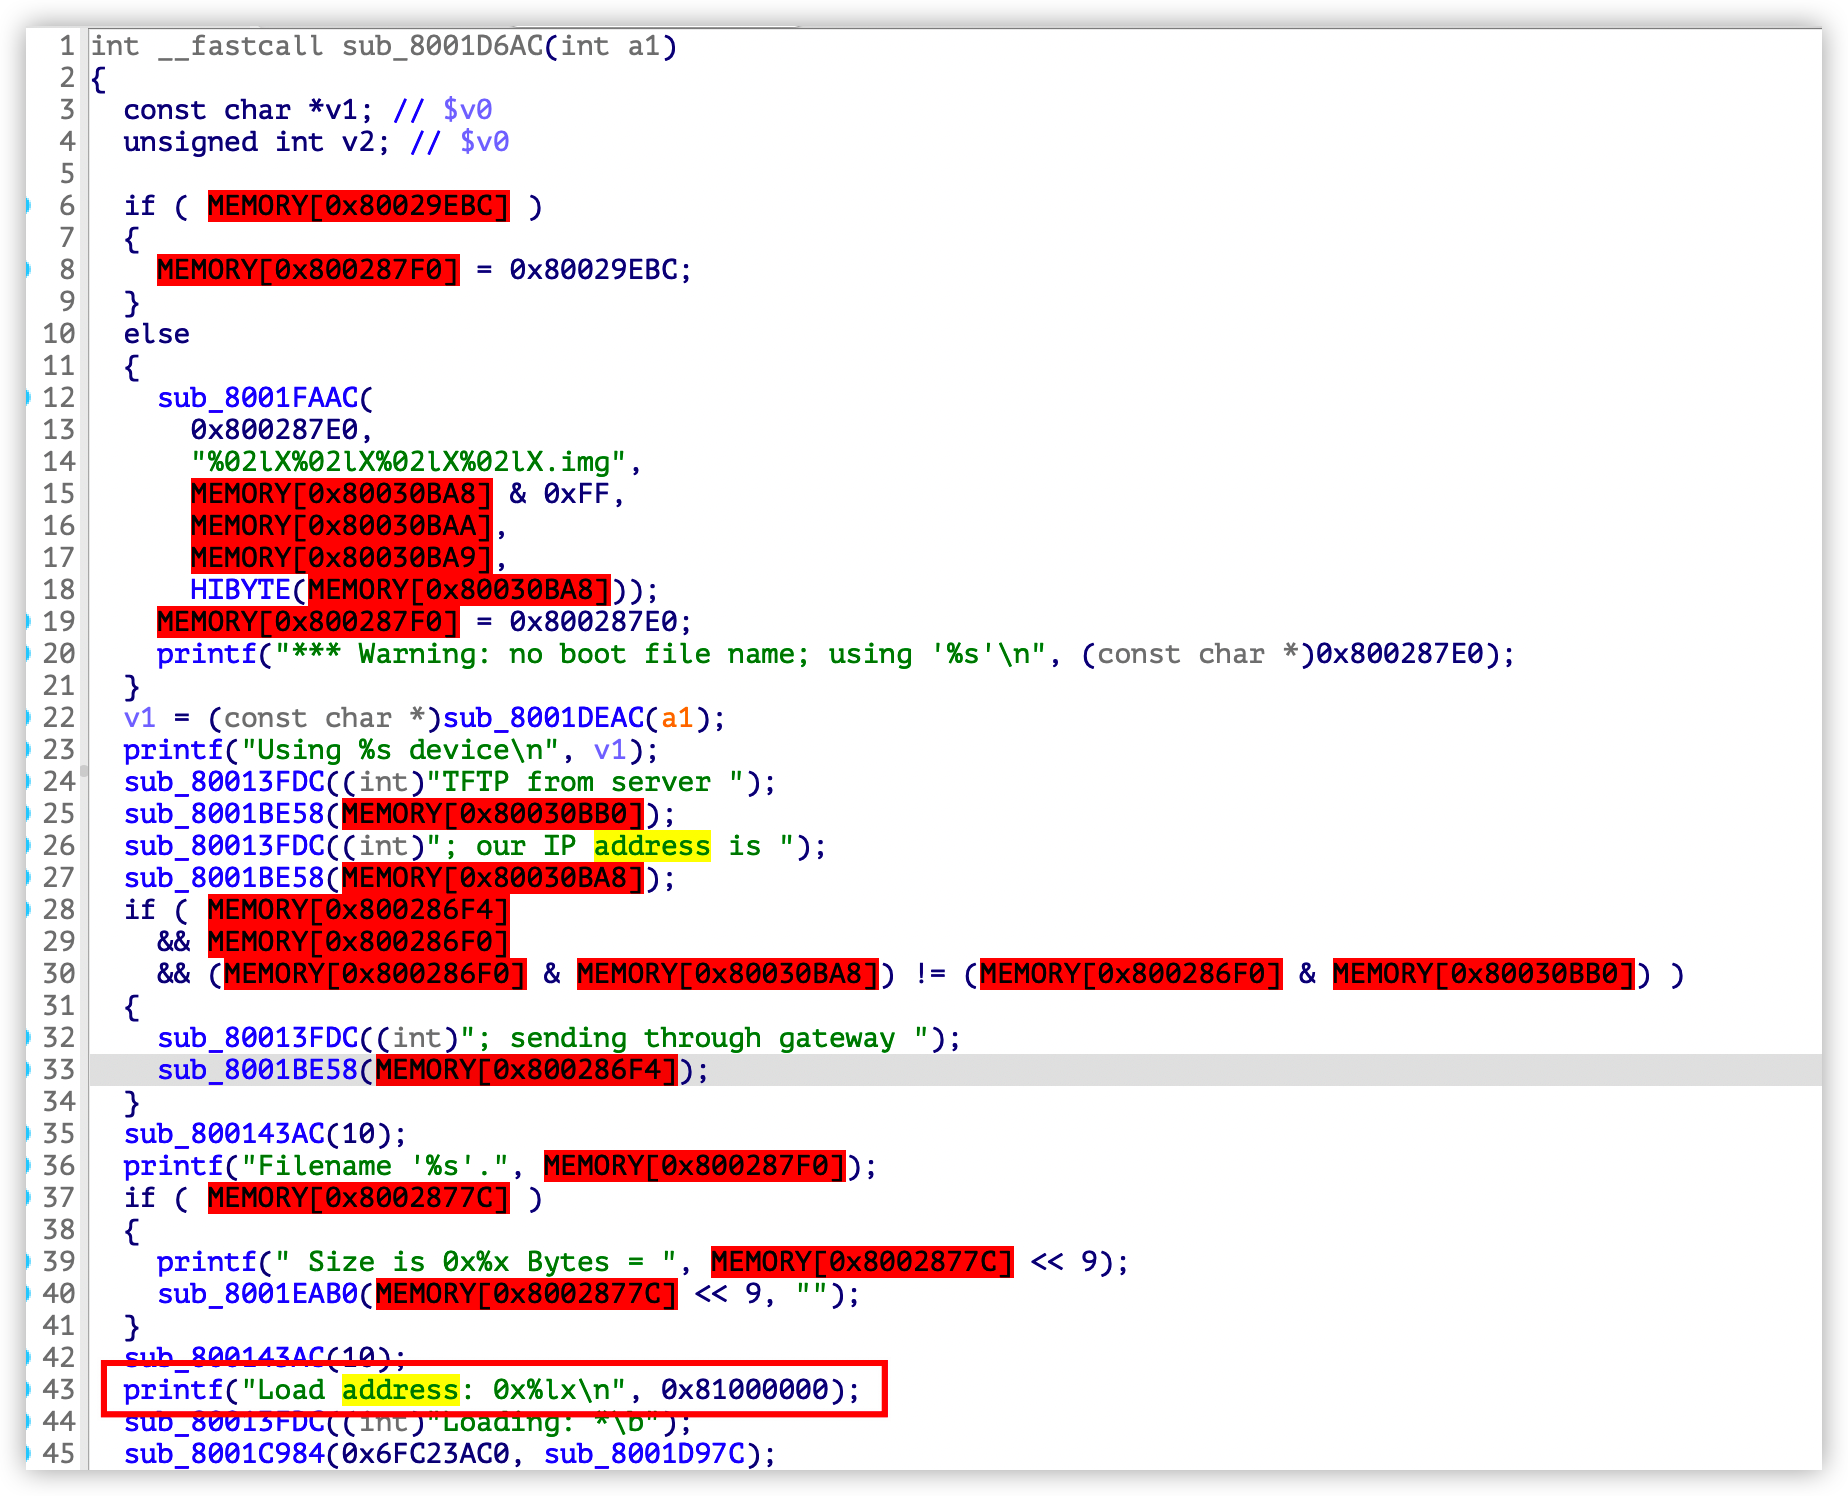 1 int __fastcall sub_8001D6AC(int a1)
2 {
3   const char *v1; // $v0
4   unsigned int v2; // $v0
5
6   if ( MEMORY[0x80029EBC] )
7   {
8     MEMORY[0x800287F0] = 0x80029EBC;
9   }
10   else
11   {
12     sub_8001FAAC(
13       0x800287E0,
14       "%02lX%02lX%02lX%02lX.img",
15       MEMORY[0x80030BA8] & 0xFF,
16       MEMORY[0x80030BAA],
17       MEMORY[0x80030BA9],
18       HIBYTE(MEMORY[0x80030BA8]));
19     MEMORY[0x800287F0] = 0x800287E0;
20     printf("*** Warning: no boot file name; using '%s'\n", (const char *)0x800287E0);
21   }
22   v1 = (const char *)sub_8001DEAC(a1);
23   printf("Using %s device\n", v1);
24   sub_80013FDC((int)"TFTP from server ");
25   sub_8001BE58(MEMORY[0x80030BB0]);
26   sub_80013FDC((int)"; our IP address is ");
27   sub_8001BE58(MEMORY[0x80030BA8]);
28   if ( MEMORY[0x800286F4]
29     && MEMORY[0x800286F0]
30     && (MEMORY[0x800286F0] & MEMORY[0x80030BA8]) != (MEMORY[0x800286F0] & MEMORY[0x80030BB0]) )
31   {
32     sub_80013FDC((int)"; sending through gateway ");
33     sub_8001BE58(MEMORY[0x800286F4]);
34   }
35   sub_800143AC(10);
36   printf("Filename '%s'.", MEMORY[0x800287F0]);
37   if ( MEMORY[0x8002877C] )
38   {
39     printf(" Size is 0x%x Bytes = ", MEMORY[0x8002877C] << 9);
40     sub_8001EAB0(MEMORY[0x8002877C] << 9, "");
41   }
42   sub_800143AC(10);
43   printf("Load address: 0x%lx\n", 0x81000000);
44   sub_80013FDC((int)"Loading: *\b");
45   sub_8001C984(0x6FC23AC0, sub_8001D97C);